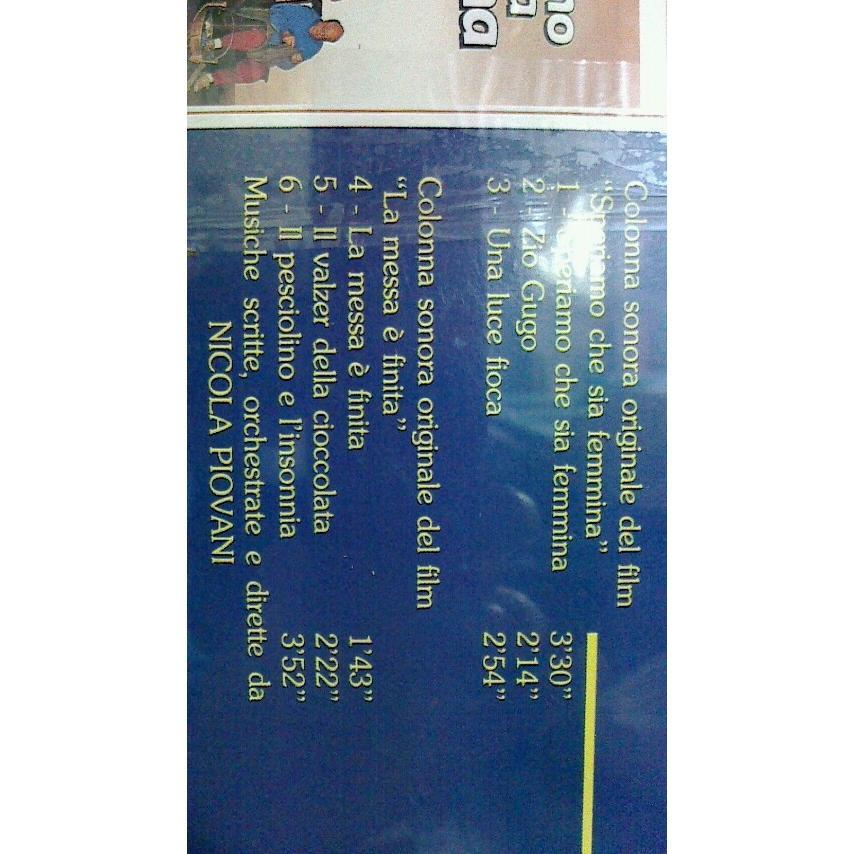 no
a
na
Colonna sonora originale del film
“Speriamo che sia femmina”
1 - Speriamo che sia femmina 3'30”
2 - Zio Gugo 2'14”
3 - Una luce fioca 2'54”
Colonna sonora originale del film
“La messa è finita”
4 - La messa è finita 1'43”
5 - Il valzer della cioccolata 2'22”
6 - Il pesciolino e l'insonnia 3'52”
Musiche scritte, orchestrate e dirette da
NICOLA PIOVANI